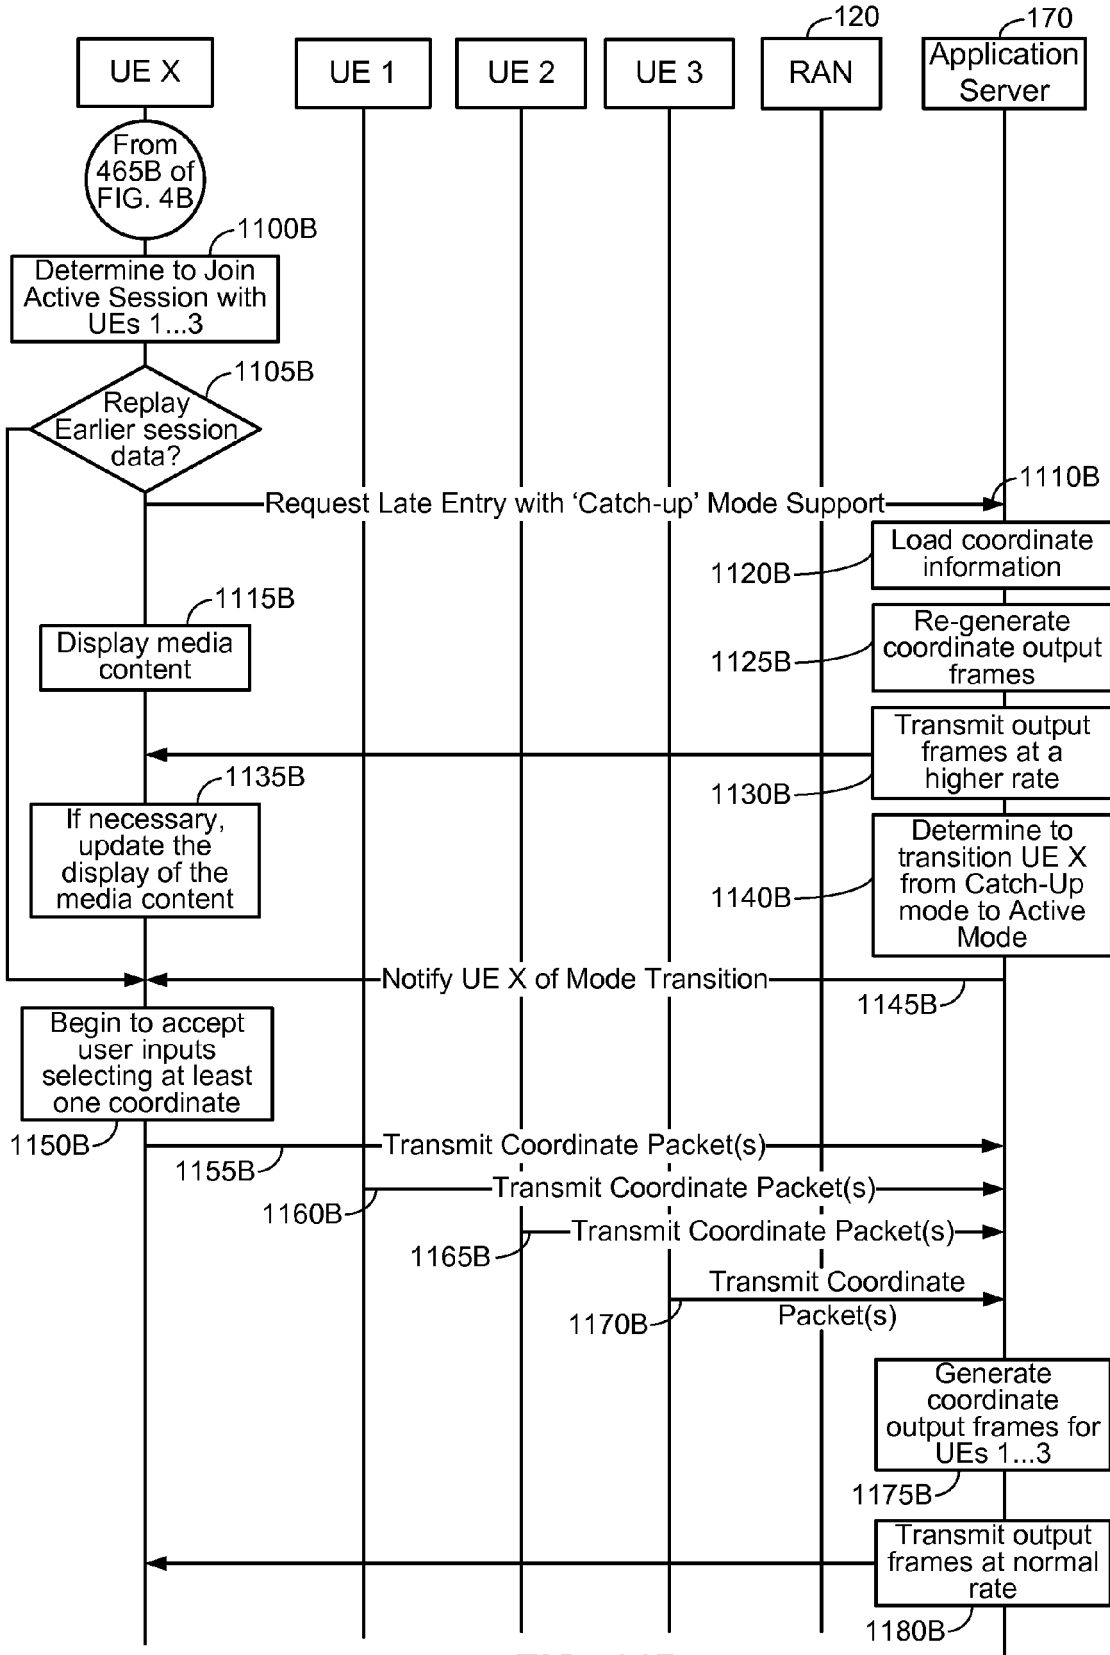 120
170
UE X
UE 1
UE 2
UE 3
RAN
Application
Server
From
465B of
FIG. 4B
1100B
Determine to Join
Active Session with
UEs 1...3
1105B
Replay
Earlier session
data?
1110B
Request Late Entry with ‘Catch-up’ Mode Support
Load coordinate
information
1120B
1115B
Display media
content
Re-generate
coordinate output
frames
1125B
Transmit output
frames at a
higher rate
1130B
1135B
If necessary,
update the
display of the
media content
Determine to
transition UE X
from Catch-Up
mode to Active
Mode
1140B
Notify UE X of Mode Transition
1145B
Begin to accept
user inputs
selecting at least
one coordinate
1150B
Transmit Coordinate Packet(s)
1155B
Transmit Coordinate Packet(s)
1160B
Transmit Coordinate Packet(s)
1165B
Transmit Coordinate
Packet(s)
1170B
Generate
coordinate
output frames for
UEs 1...3
1175B
Transmit output
frames at normal
rate
1180B